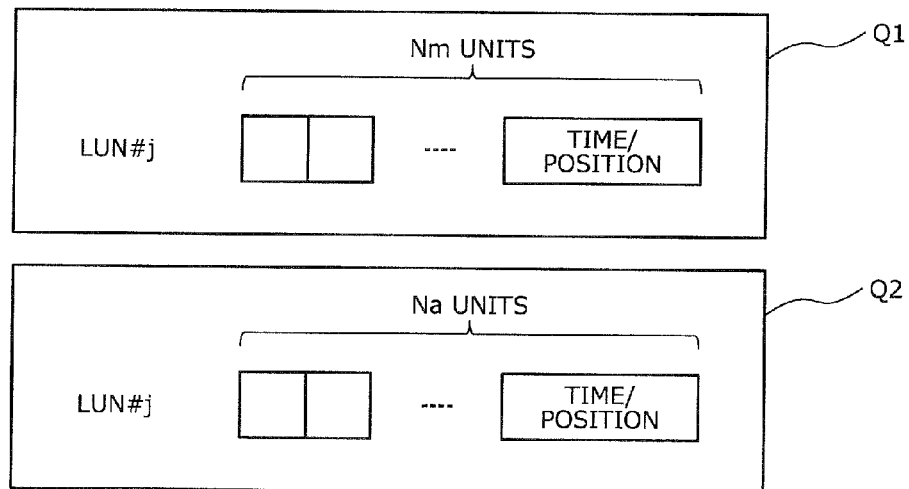 Nm UNITS
Q1
LUN#j
----
TIME/
POSITION
Na UNITS
Q2
LUN#j
----
TIME/
POSITION